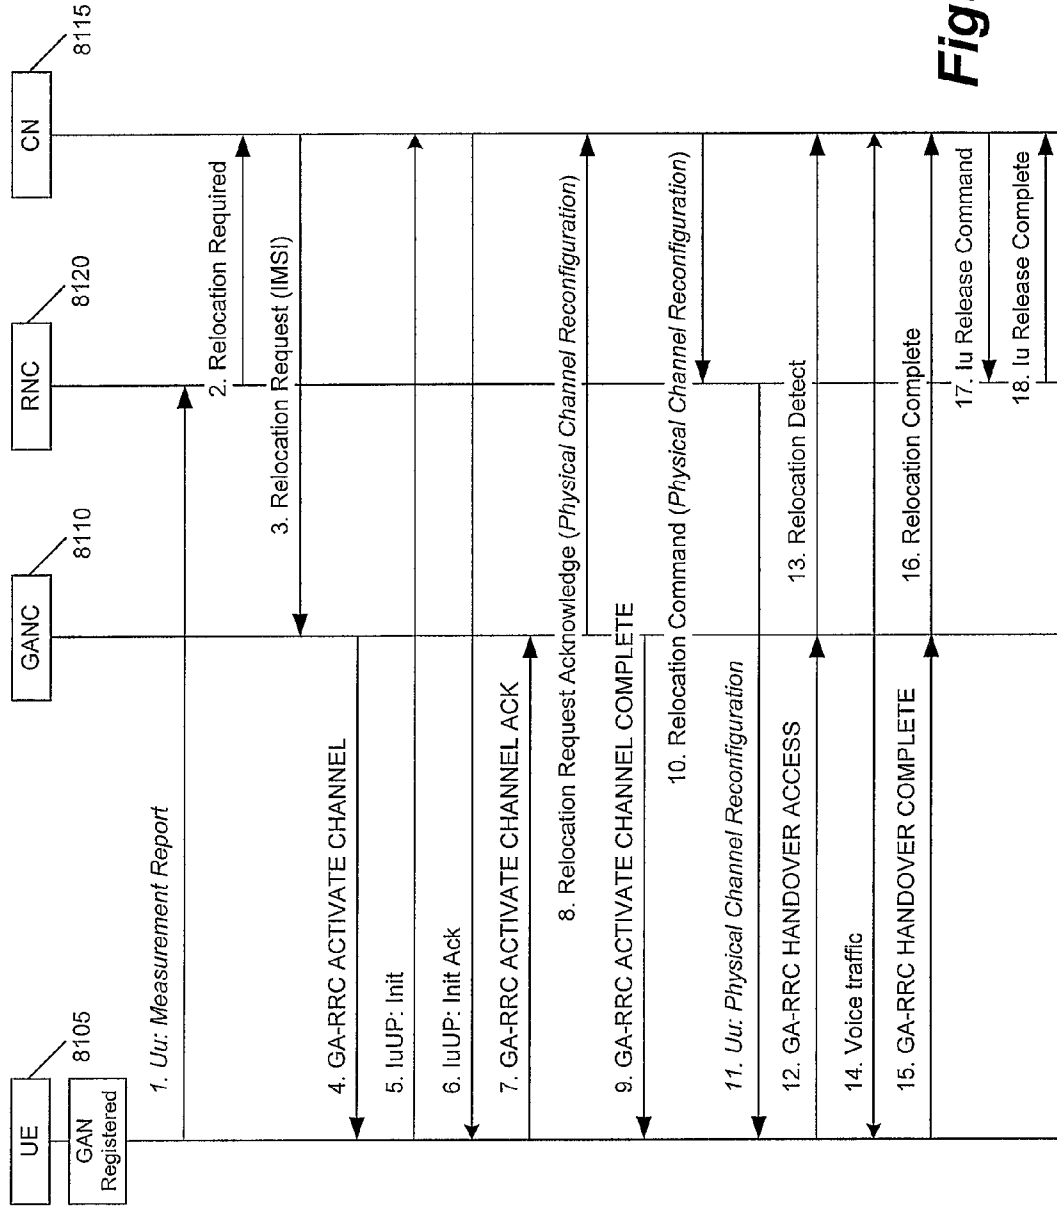 UE
8105
GANC
8110
RNC
8120
CN
8115
GAN
Registered
1. Uu: Measurement Report
2. Relocation Required
3. Relocation Request (IMSI)
4. GA-RRC ACTIVATE CHANNEL
5. IuUP: Init
6. IuUP: Init Ack
7. GA-RRC ACTIVATE CHANNEL ACK
8. Relocation Request Acknowledge (Physical Channel Reconfiguration)
9. GA-RRC ACTIVATE CHANNEL COMPLETE
10. Relocation Command (Physical Channel Reconfiguration)
11. Uu: Physical Channel Reconfiguration
12. GA-RRC HANDOVER ACCESS
13. Relocation Detect
14. Voice traffic
15. GA-RRC HANDOVER COMPLETE
16. Relocation Complete
17. Iu Release Command
18. Iu Release Complete
Fig